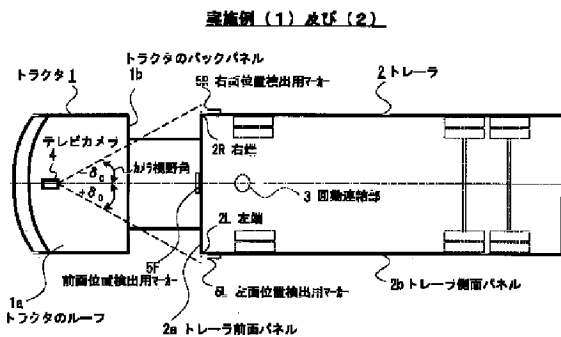 実施例(1)及び(2)
トラクタのバックパネル
トラクタ 1
1b
5R 右面位置検出用マーカー
2 トレーラ
テレビカメラ
4
カメラ視野角
2R 右端
-δ0
+δ0
3 回動連結部
2L 左端
5F
前面位置検出用マーカー
5L 左面位置検出用マーカー
1a
トラクタのルーフ
2a トレーラ前面パネル
2b トレーラ側面パネル